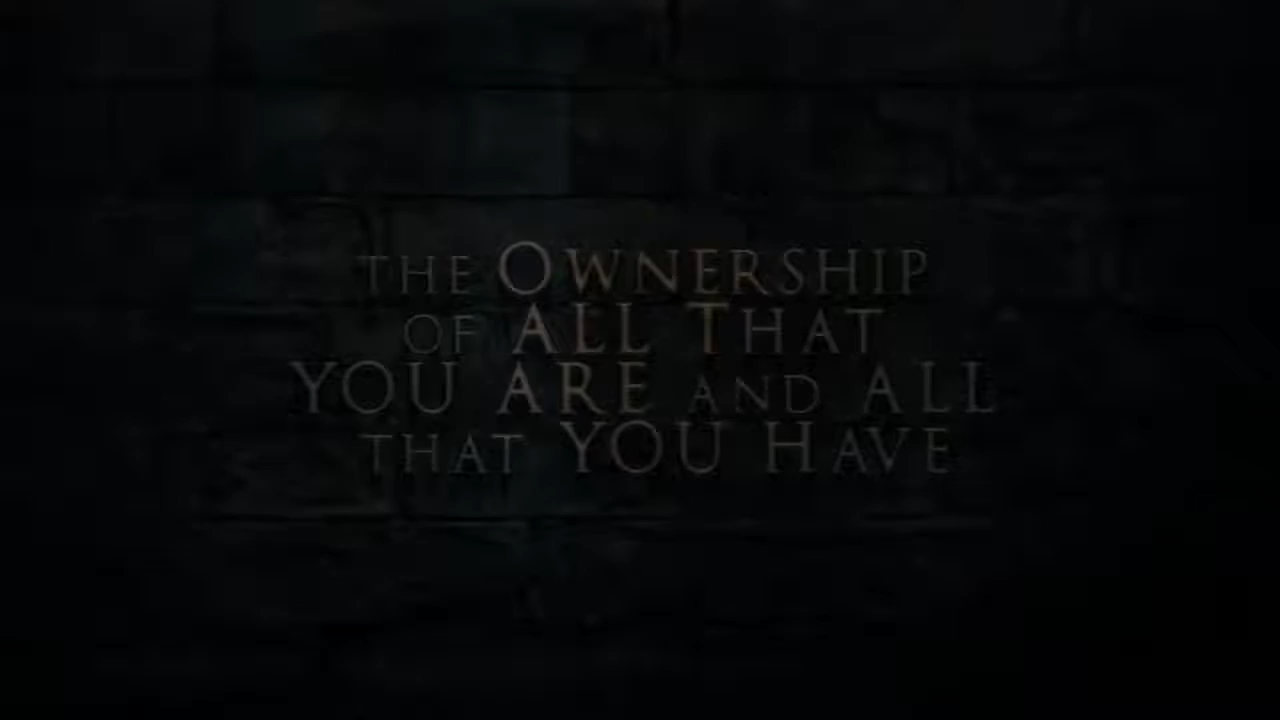 THE OWNERSHIP
OF ALL THAT
YOU ARE AND ALL
THAT YOU HAVE